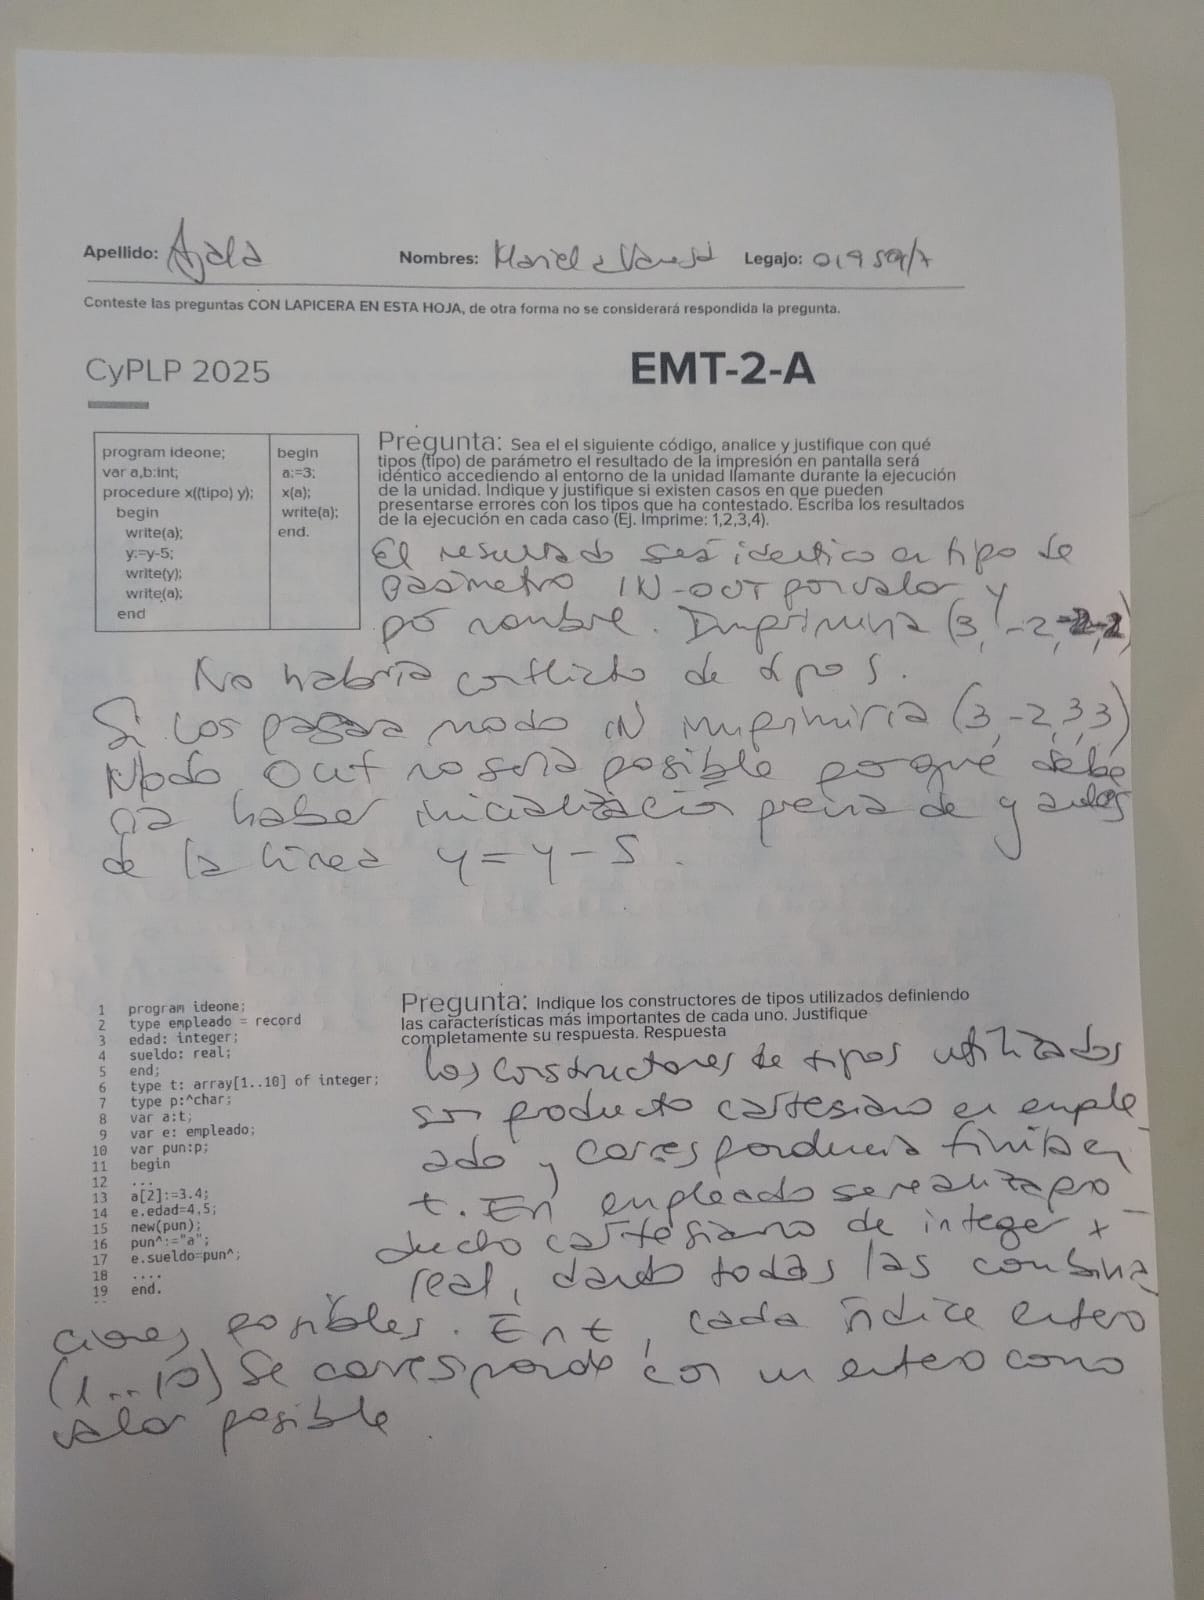 Apellido: Ayala Nombres: Legajo:
Conteste las preguntas CON LAPICERA EN ESTA HOJA, de otra forma no se considerará respondida la pregunta.
CyPLP 2025
EMT-2-A
program ideone;
var a,b:int;
procedure x((tipo) y);
begin
write(a);
y:=y-5;
write(y);
write(a);
end
begin
a:=3;
x(a);
write(a);
end.
Pregunta: Sea el el siguiente código, analice y justifique con qué
tipos (tipo) de parámetro el resultado de la impresión en pantalla será
idéntico accediendo al entorno de la unidad llamante durante la ejecución
de la unidad. Indique y justifique si existen casos en que pueden
presentarse errores con los tipos que ha contestado. Escriba los resultados
de la ejecución en cada caso (Ej. Imprime: 1,2,3,4).
El resultado será identico en tipo de
parámetro IN-OUT por valor y
por nombre. Imprimiría (3, -2, -2, -2)
No habría conflicto de tipos.
Si los pasara modo IN imprimiria (3, -2, 3, 3)
Modo OUT no será posible porqué debe
ría haber inicialización previa de y antes
de la línea y = y - 5.
1 program ideone;
2 type empleado = record
3 edad: integer;
4 sueldo: real;
5 end;
6 type t: array[1..10] of integer;
7 type p:^char;
8 var a:t;
9 var e: empleado;
10 var pun:p;
11 begin
12 ...
13 a[2]:=3.4;
14 e.edad=4.5;
15 new(pun);
16 pun^:="a";
17 e.sueldo=pun^;
18 ....
19 end.
Pregunta: Indique los constructores de tipos utilizados definiendo
las características más importantes de cada uno. Justifique
completamente su respuesta. Respuesta
Los constructores de tipos utilizados
son producto cartesiano en emple
ado y correspondencia finita en
t. En empleado se realiza pro-
ducto cartesiano de integer x
real, dando todas las combina
ciones posibles. En t, cada índice entero
(1..10) se corresponde con un entero como
valor posible.